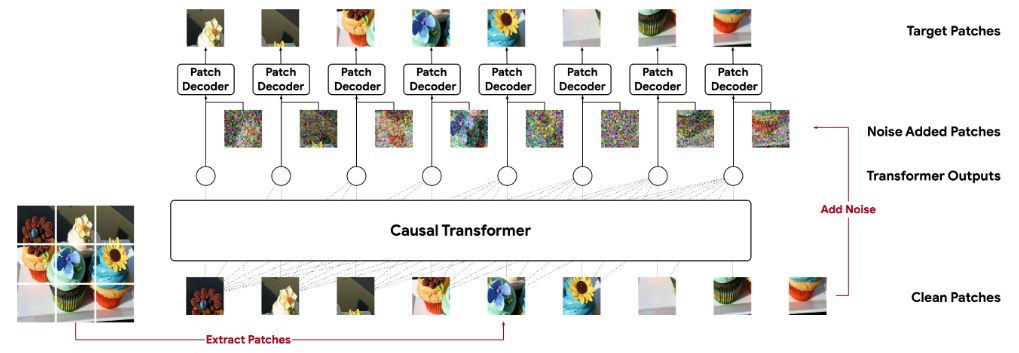 Target Patches
Patch
Decoder
Patch
Decoder
Patch
Decoder
Patch
Decoder
Patch
Decoder
Patch
Decoder
Patch
Decoder
Patch
Decoder
Noise Added Patches
Transformer Outputs
Add Noise
Causal Transformer
Clean Patches
Extract Patches